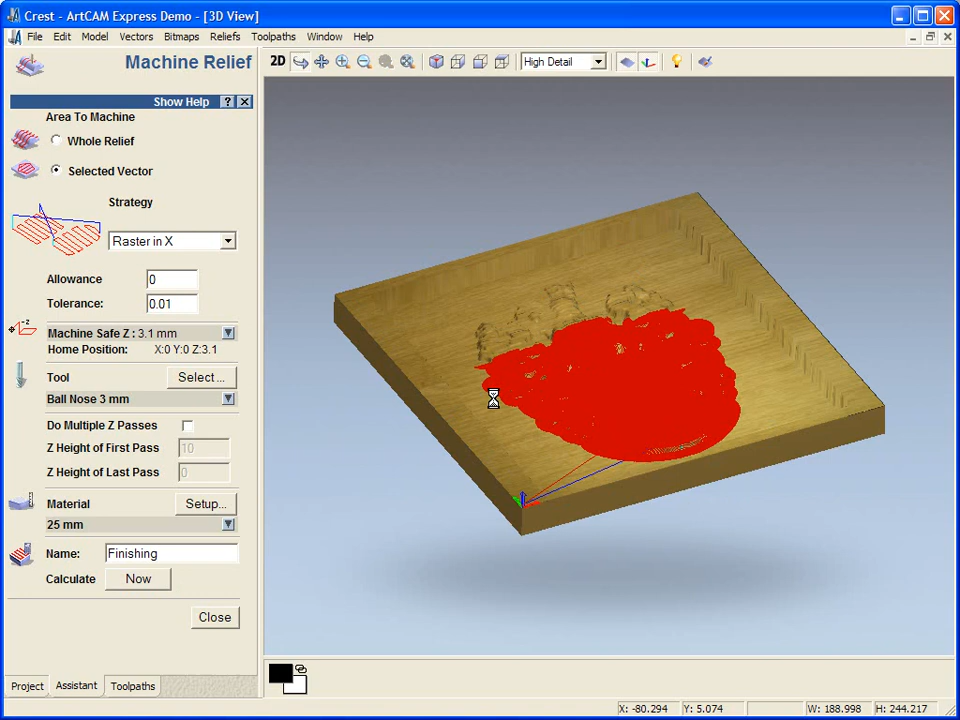 Crest - ArtCAM Express Demo - [3D View]
File Edit Model Vectors Bitmaps Reliefs Toolpaths Window Help
Machine Relief
2D High Detail
Show Help ?
Area To Machine
Whole Relief
Selected Vector
Strategy
Raster in X
Allowance 0
Tolerance: 0.01
-z
Machine Safe Z : 3.1 mm
Home Position: X:0 Y:0 Z:3.1
Tool Select ...
Ball Nose 3 mm
Do Multiple Z Passes
Z Height of First Pass 10
Z Height of Last Pass 0
Material Setup...
25 mm
Name: Finishing
Calculate Now
Close
Project Assistant Toolpaths
X: -80.294 Y: 5.074 W: 188.998 H: 244.217